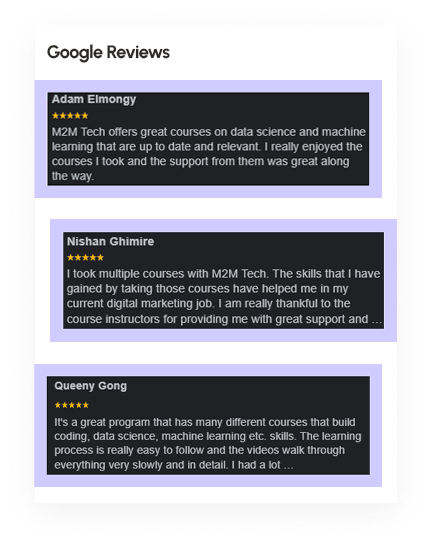 Google Reviews
Adam Elmongy
M2M Tech offers great courses on data science and machine
learning that are up to date and relevant. I really enjoyed the
courses I took and the support from them was great along
the way.
Nishan Ghimire
I took multiple courses with M2M Tech. The skills that I have
gained by taking those courses have helped me in my
current digital marketing job. I am really thankful to the
course instructors for providing me with great support and ...
Queeny Gong
It's a great program that has many different courses that build
coding, data science, machine learning etc. skills. The learning
process is really easy to follow and the videos walk through
everything very slowly and in detail. I had a lot ...